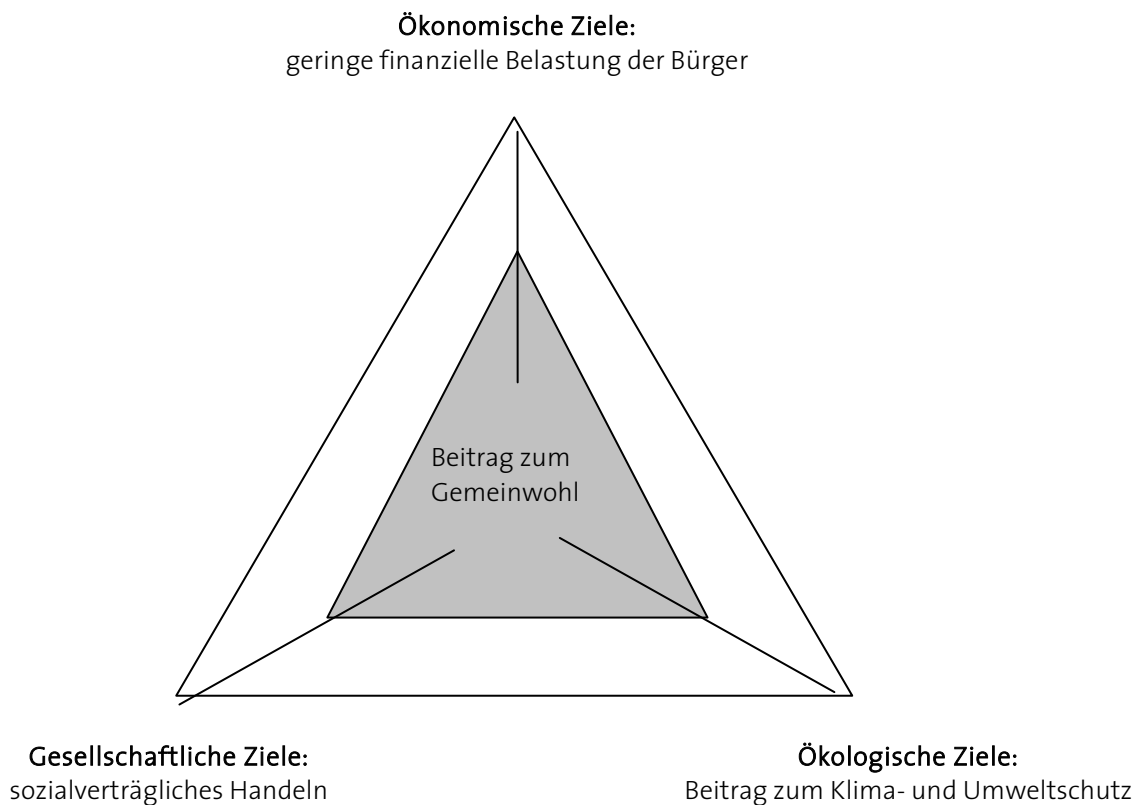 Ökonomische Ziele:
geringe finanzielle Belastung der Bürger
Beitrag zum
Gemeinwohl
Gesellschaftliche Ziele:
sozialverträgliches Handeln
Ökologische Ziele:
Beitrag zum Klima- und Umweltschutz